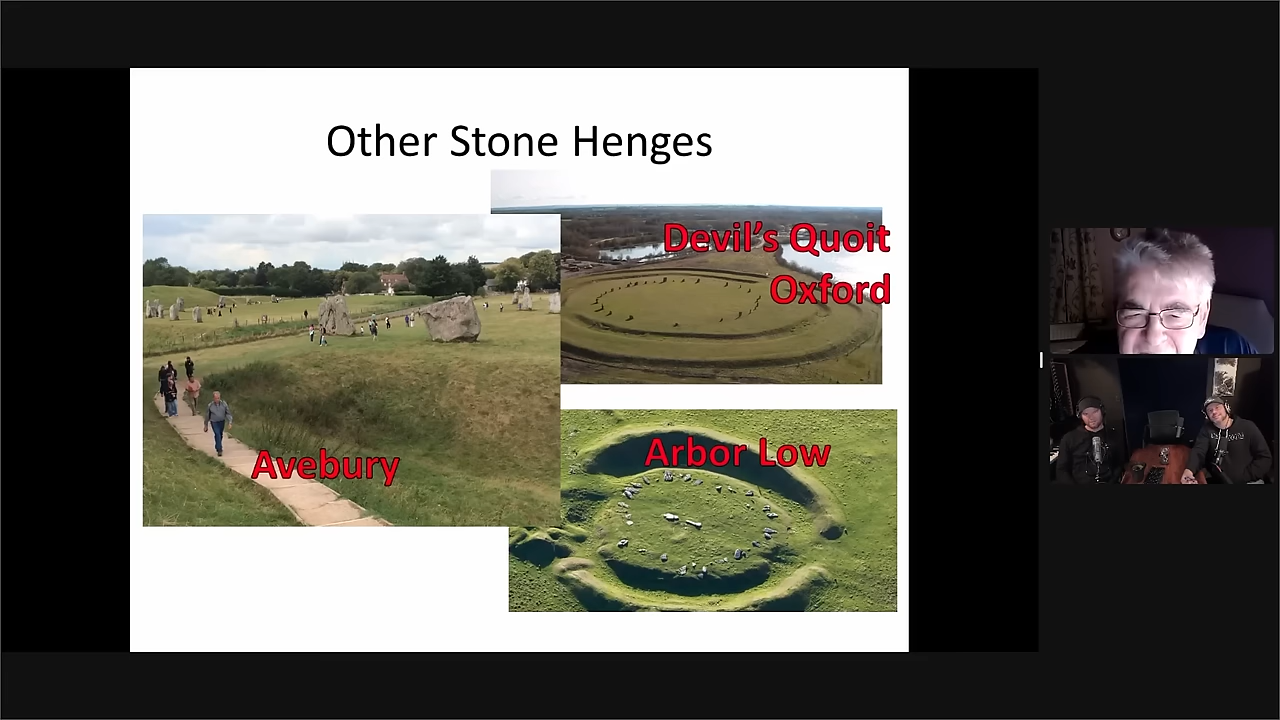 Other Stone Henges
Devil's Quoit
Oxford
Avebury
Arbor Low